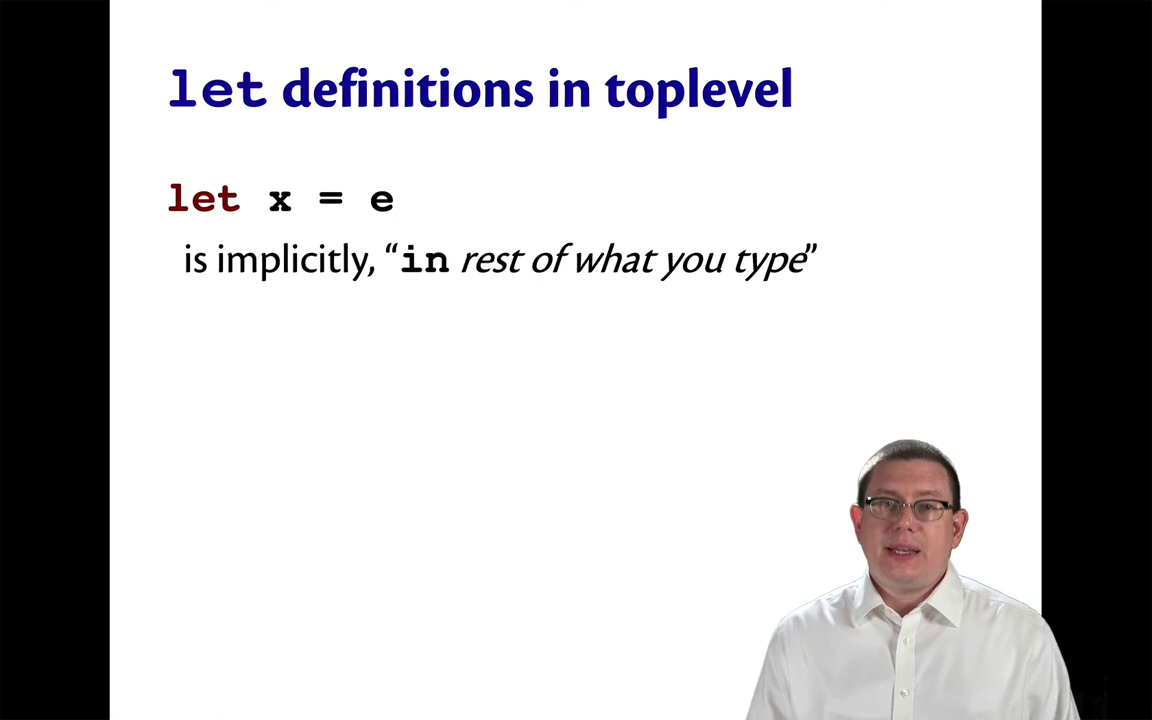 let definitions in toplevel
let x = e
is implicitly, “in rest of what you type”